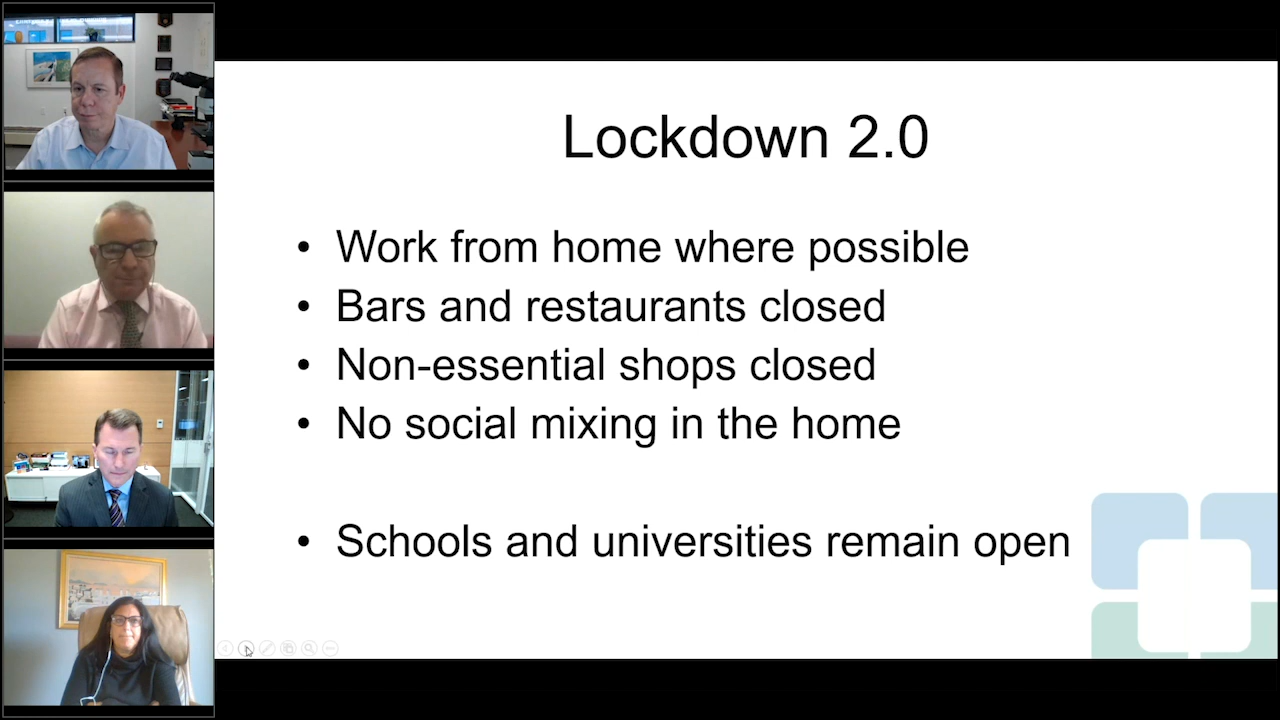 Lockdown 2.0
• Work from home where possible
• Bars and restaurants closed
• Non-essential shops closed
• No social mixing in the home
• Schools and universities remain open